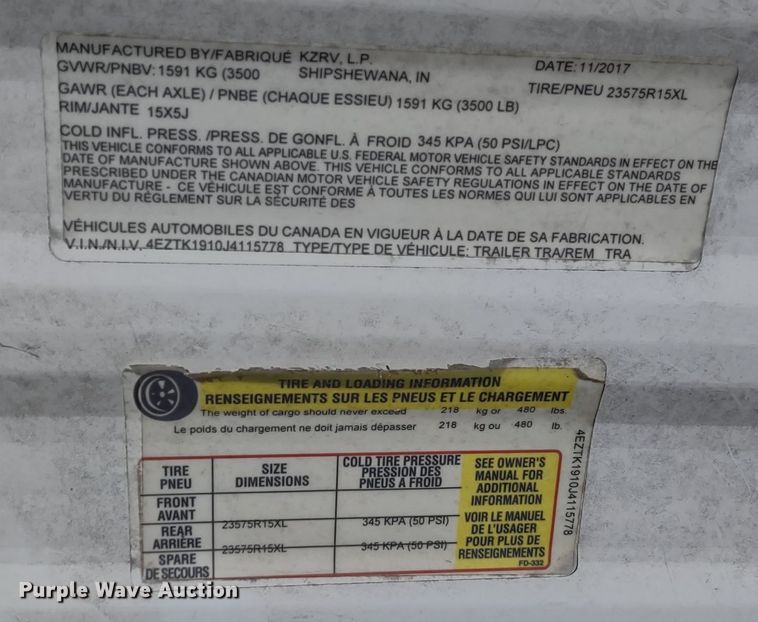 MANUFACTURED BY/FABRIQUÉ KZRV, L.P. DATE: 11/2017
GVWR/PNBV: 1591 KG (3500 SHIPSHEWANA, IN TIRE/PNEU 23575R15XL
GAWR (EACH AXLE) / PNBE (CHAQUE ESSIEU) 1591 KG (3500 LB)
RIM/JANTE 15X5J
COLD INFL. PRESS. /PRESS. DE GONFL. À FROID 345 KPA (50 PSI/LPC)
THIS VEHICLE CONFORMS TO ALL APPLICABLE U.S. FEDERAL MOTOR VEHICLE SAFETY STANDARDS IN EFFECT ON THE
DATE OF MANUFACTURE SHOWN ABOVE. THIS VEHICLE CONFORMS TO ALL APPLICABLE STANDARDS
PRESCRIBED UNDER THE CANADIAN MOTOR VEHICLE SAFETY REGULATIONS IN EFFECT ON THE DATE OF
MANUFACTURE - CE VÉHICULE EST CONFORME À TOUTES LES NORMES QUI LUI SONT APPLICABLES EN
VERTU DU RÈGLEMENT SUR LA SÉCURITÉ DES
VÉHICULES AUTOMOBILES DU CANADA EN VIGUEUR À LA DATE DE SA FABRICATION.
V.I.N./N.I.V. 4EZTK1910J4115778 TYPE/TYPE DE VÉHICULE: TRAILER TRA/REM TRA
TIRE AND LOADING INFORMATION
RENSEIGNEMENTS SUR LES PNEUS ET LE CHARGEMENT
The weight of cargo should never exceed 218 kg or 480 lbs.
Le poids du chargement ne doit jamais dépasser 218 kg ou 480 lb.
4EZTK1910J4115778
TIRE
PNEU
SIZE
DIMENSIONS
COLD TIRE PRESSURE
PRESSION DES
PNEUS A FROID
FRONT
AVANT
23575R15XL 345 KPA (50 PSI)
REAR
ARRIÈRE
23575R15XL 345 KPA (50 PSI)
SPARE
DE SECOURS
SEE OWNER'S
MANUAL FOR
ADDITIONAL
INFORMATION
VOIR LE MANUEL
DE L'USAGER
POUR PLUS DE
RENSEIGNEMENTS
FD-332
Purple Wave Auction